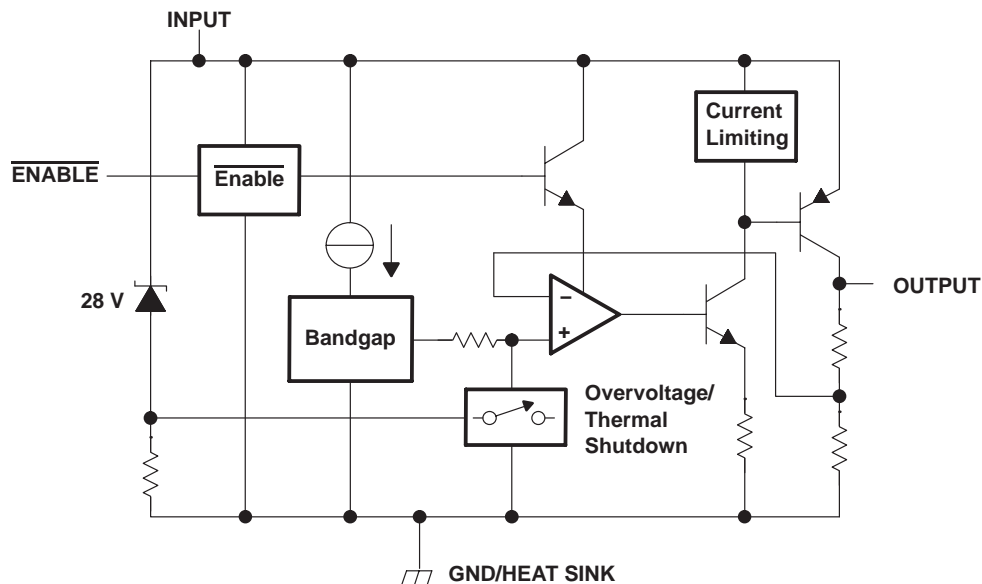 INPUT
Current
Limiting
ENABLE
Enable
28 V
−
OUTPUT
Bandgap
+
Overvoltage/
Thermal
Shutdown
GND/HEAT SINK